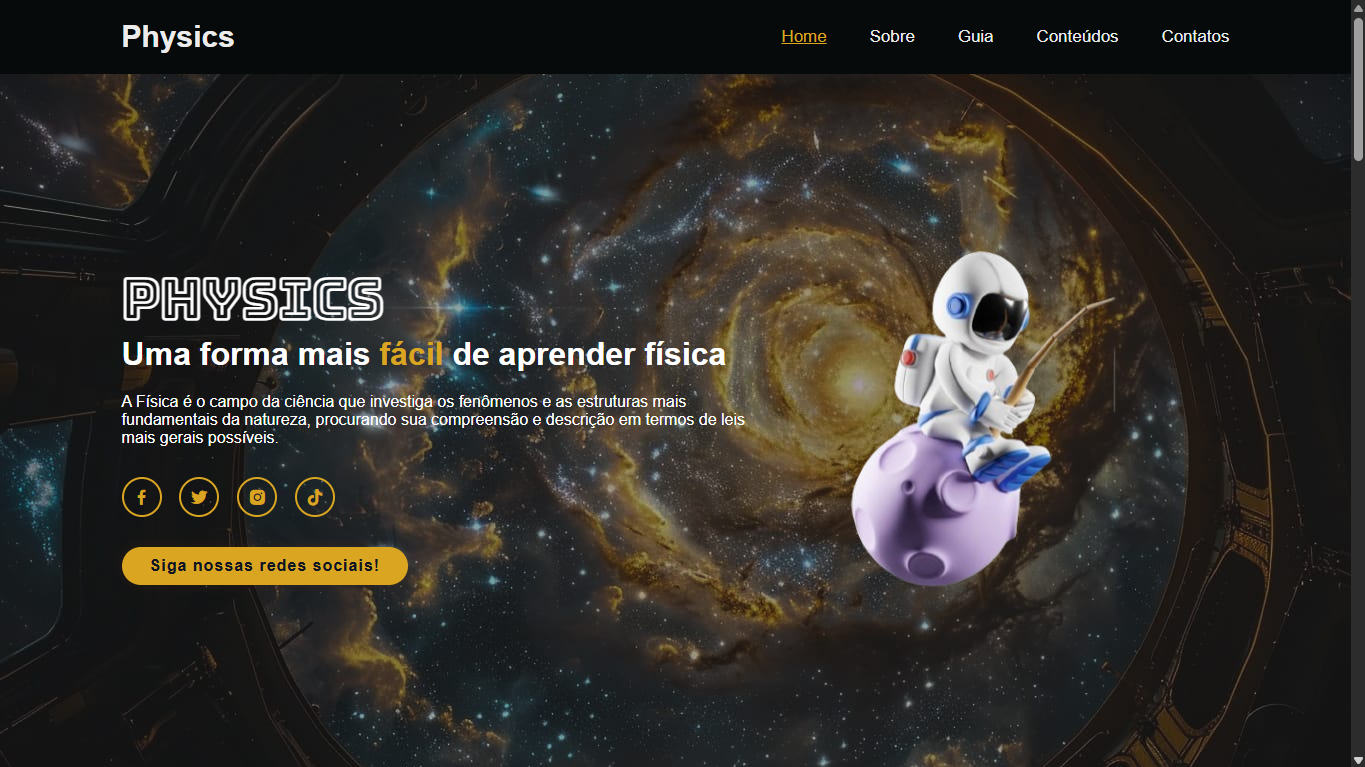 Physics
Home Sobre Guia Conteúdos Contatos
PHYSICS
Uma forma mais fácil de aprender física
A Física é o campo da ciência que investiga os fenômenos e as estruturas mais
fundamentais da natureza, procurando sua compreensão e descrição em termos de leis
mais gerais possíveis.
Siga nossas redes sociais!